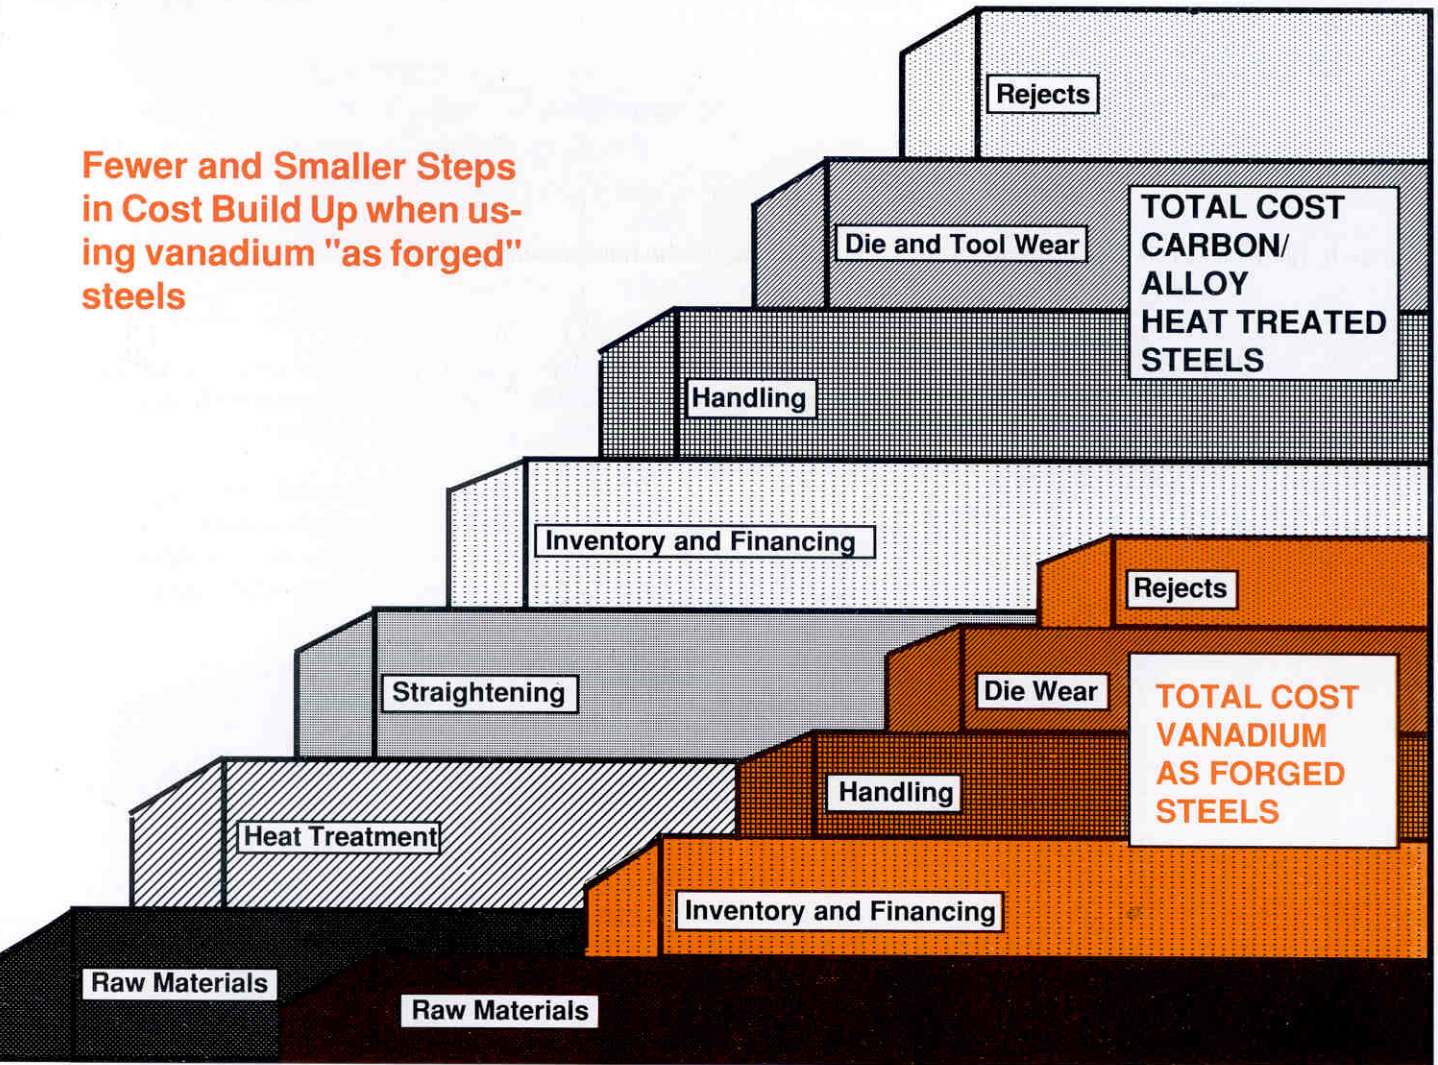 Fewer and Smaller Steps
in Cost Build Up when us-
ing vanadium "as forged"
steels
Rejects
Die and Tool Wear
TOTAL COST
CARBON/
ALLOY
HEAT TREATED
STEELS
Handling
Inventory and Financing
Rejects
Straightening
Die Wear
TOTAL COST
VANADIUM
AS FORGED
STEELS
Handling
Heat Treatment
Inventory and Financing
Raw Materials
Raw Materials